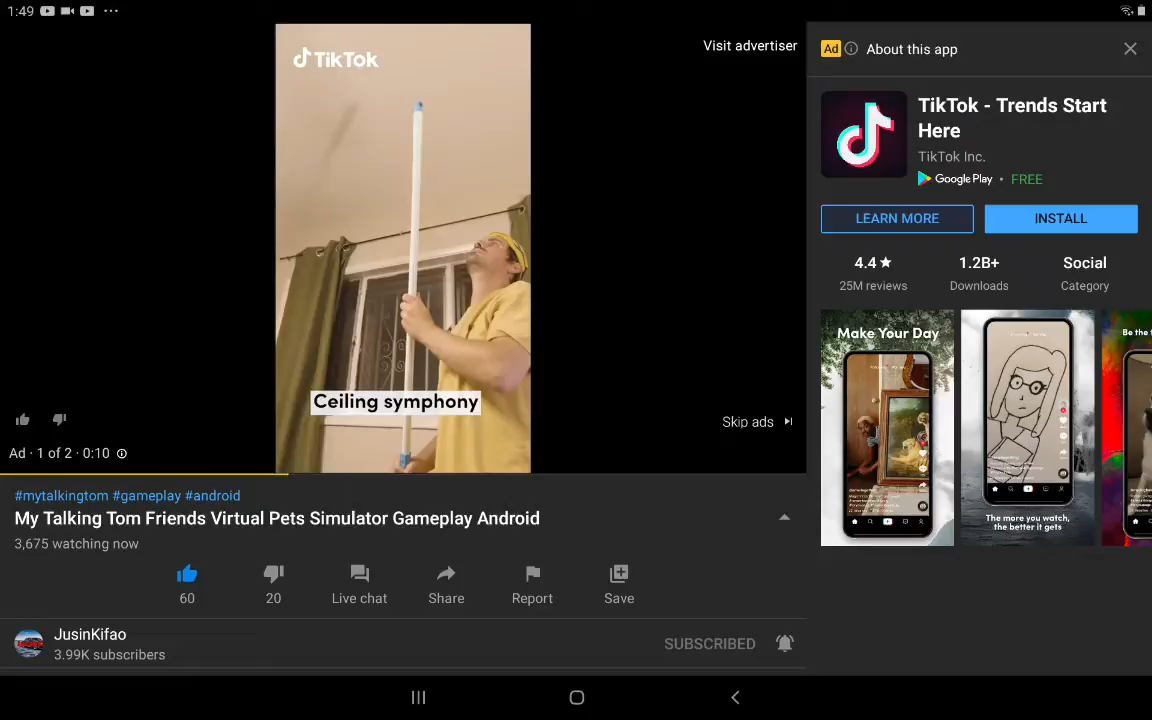 1:49
TikTok
Visit advertiser
Ceiling symphony
Skip ads
Ad · 1 of 2 · 0:10
#mytalkingtom #gameplay #android
My Talking Tom Friends Virtual Pets Simulator Gameplay Android
3,675 watching now
60
20
Live chat
Share
Report
Save
JusinKifao
3.99K subscribers
SUBSCRIBED
Ad
About this app
TikTok - Trends Start
Here
TikTok Inc.
Google Play • FREE
LEARN MORE
INSTALL
4.4★
1.2B+
Social
25M reviews
Downloads
Category
Make Your Day
The more you watch,
the better it gets
Be the